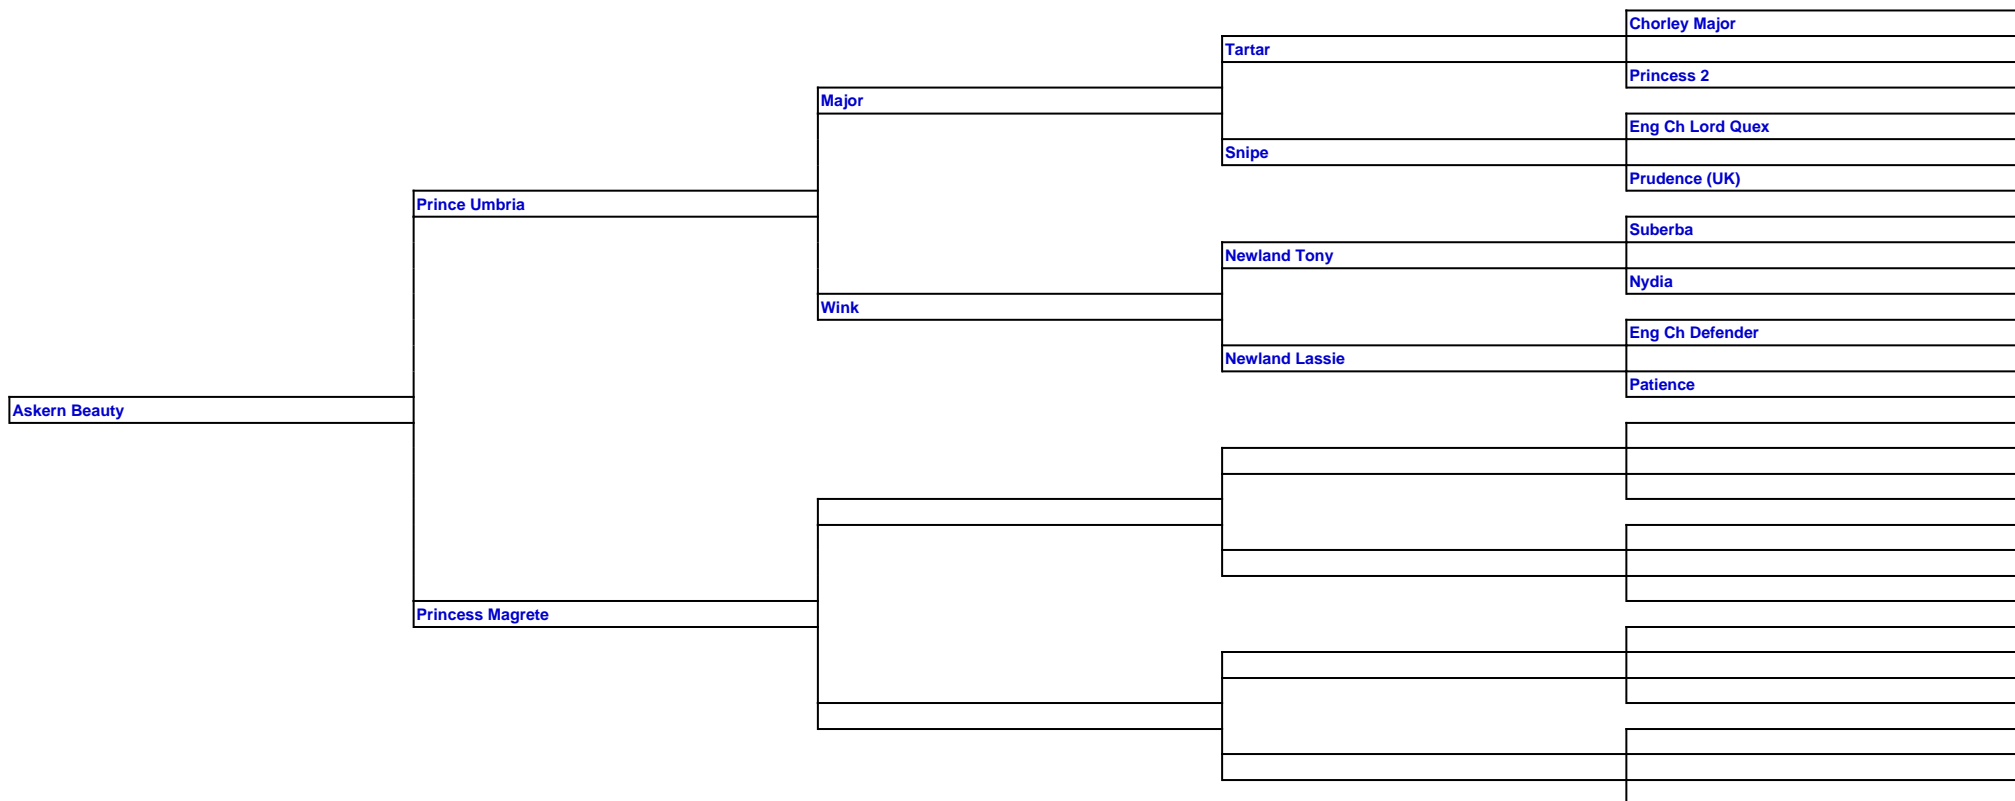 Chorley Major
Tartar
Princess 2
Major
Eng Ch Lord Quex
Snipe
Prudence (UK)
Prince Umbria
Suberba
Newland Tony
Nydia
Wink
Eng Ch Defender
Newland Lassie
Patience
Askern Beauty
Princess Magrete